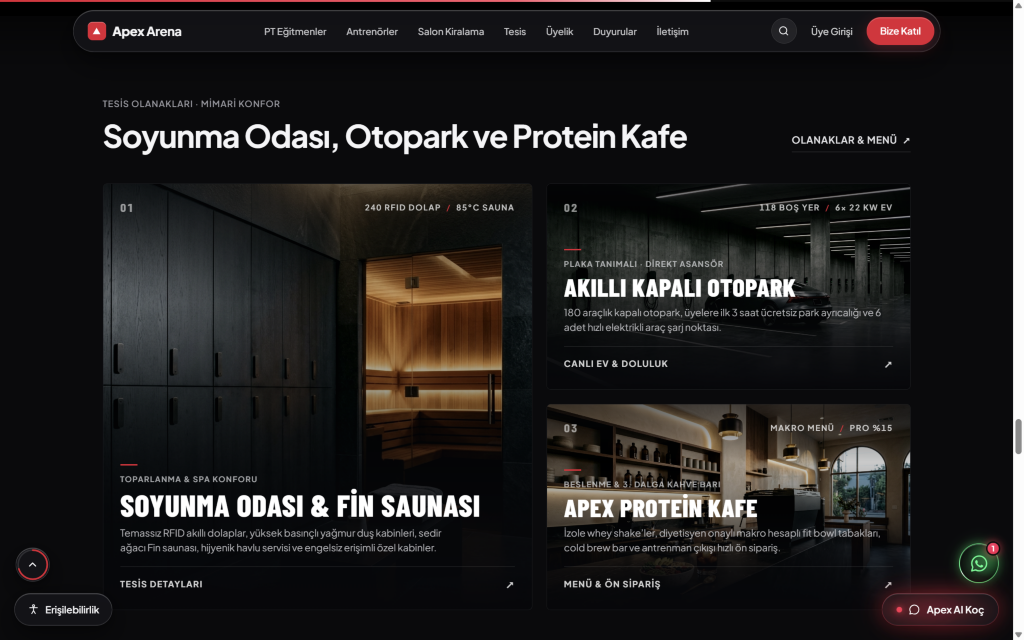 Apex Arena
PT Eğitmenler
Antrenörler
Salon Kiralama
Tesis
Üyelik
Duyurular
İletişim
Üye Girişi
Bize Katıl
TESİS OLANAKLARI · MİMARİ KONFOR
Soyunma Odası, Otopark ve Protein Kafe
OLANAKLAR & MENÜ ↗
01
240 RFID DOLAP / 85°C SAUNA
TOPARLANMA & SPA KONFORU
SOYUNMA ODASI & FİN SAUNASI
Temassız RFID akıllı dolaplar, yüksek basınçlı yağmur duş kabinleri, sedir
ağacı Fin saunası, hijyenik havlu servisi ve engelsiz erişimli özel kabinler.
TESİS DETAYLARI ↗
02
118 BOŞ YER / 6× 22 KW EV
PLAKA TANIMALI · DİREKT ASANSÖR
AKILLI KAPALI OTOPARK
180 araçlık kapalı otopark, üyelere ilk 3 saat ücretsiz park ayrıcalığı ve 6
adet hızlı elektrikli araç şarj noktası.
CANLI EV & DOLULUK ↗
03
MAKRO MENÜ / PRO %15
BESLENME & 3. DALGA KAHVE BARI
APEX PROTEİN KAFE
İzole whey shake'ler, diyetisyen onaylı makro hesaplı fit bowl tabakları,
cold brew bar ve antrenman çıkışı hızlı ön sipariş.
MENÜ & ÖN SİPARİŞ ↗
Erişilebilirlik
1
Apex AI Koç